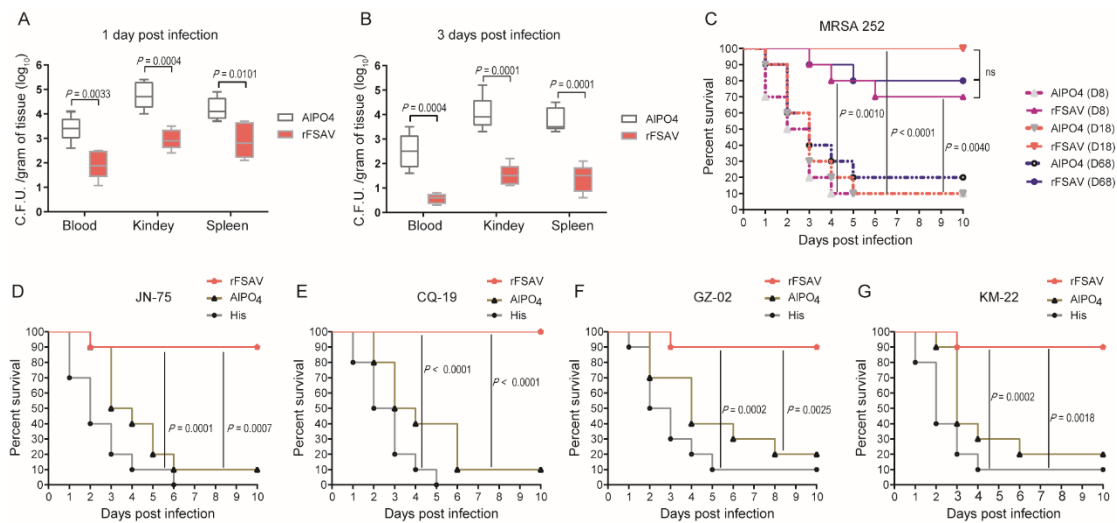 A
1 day post infection
C.F.U. /gram of tissue (log10)
6
5
4
3
2
1
0
P = 0.0033
P = 0.0004
P = 0.0101
AlPO4
rFSAV
Blood
Kindey
Spleen
B
3 days post infection
C.F.U. /gram of tissue (log10)
6
5
4
3
2
1
0
P = 0.0004
P = 0.0001
P = 0.0001
AlPO4
rFSAV
Blood
Kindey
Spleen
C
MRSA 252
Percent survival
100
90
80
70
60
50
40
30
20
10
0
P = 0.0010
P < 0.0001
P = 0.0040
ns
0 1 2 3 4 5 6 7 8 9 10
Days post infection
AlPO4 (D8)
rFSAV (D8)
AlPO4 (D18)
rFSAV (D18)
AlPO4 (D68)
rFSAV (D68)
D
JN-75
rFSAV
AlPO4
His
Percent survival
100
90
80
70
60
50
40
30
20
10
0
P = 0.0001
P = 0.0007
0 1 2 3 4 5 6 7 8 9 10
Days post infection
E
CQ-19
rFSAV
AlPO4
His
Percent survival
100
90
80
70
60
50
40
30
20
10
0
P < 0.0001
P < 0.0001
0 1 2 3 4 5 6 7 8 9 10
Days post infection
F
GZ-02
rFSAV
AlPO4
His
Percent survival
100
90
80
70
60
50
40
30
20
10
0
P = 0.0002
P = 0.0025
0 1 2 3 4 5 6 7 8 9 10
Days post infection
G
KM-22
rFSAV
AlPO4
His
Percent survival
100
90
80
70
60
50
40
30
20
10
0
P = 0.0002
P = 0.0018
0 1 2 3 4 5 6 7 8 9 10
Days post infection